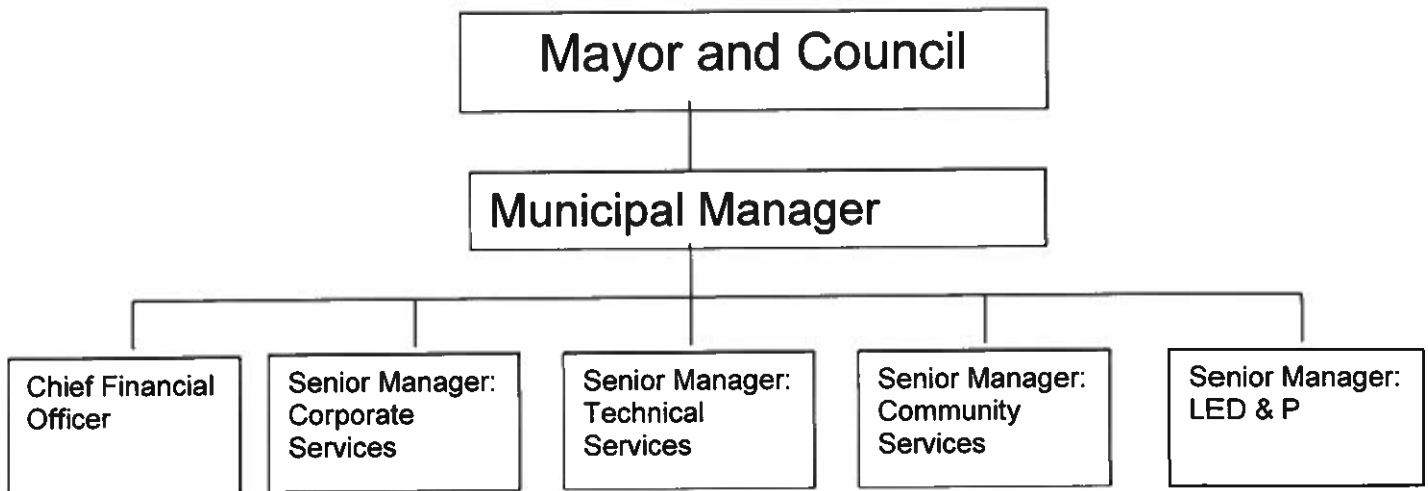 Mayor and Council
Municipal Manager
Chief Financial
Officer
Senior Manager:
Corporate
Services
Senior Manager:
Technical
Services
Senior Manager:
Community
Services
Senior Manager:
LED & P